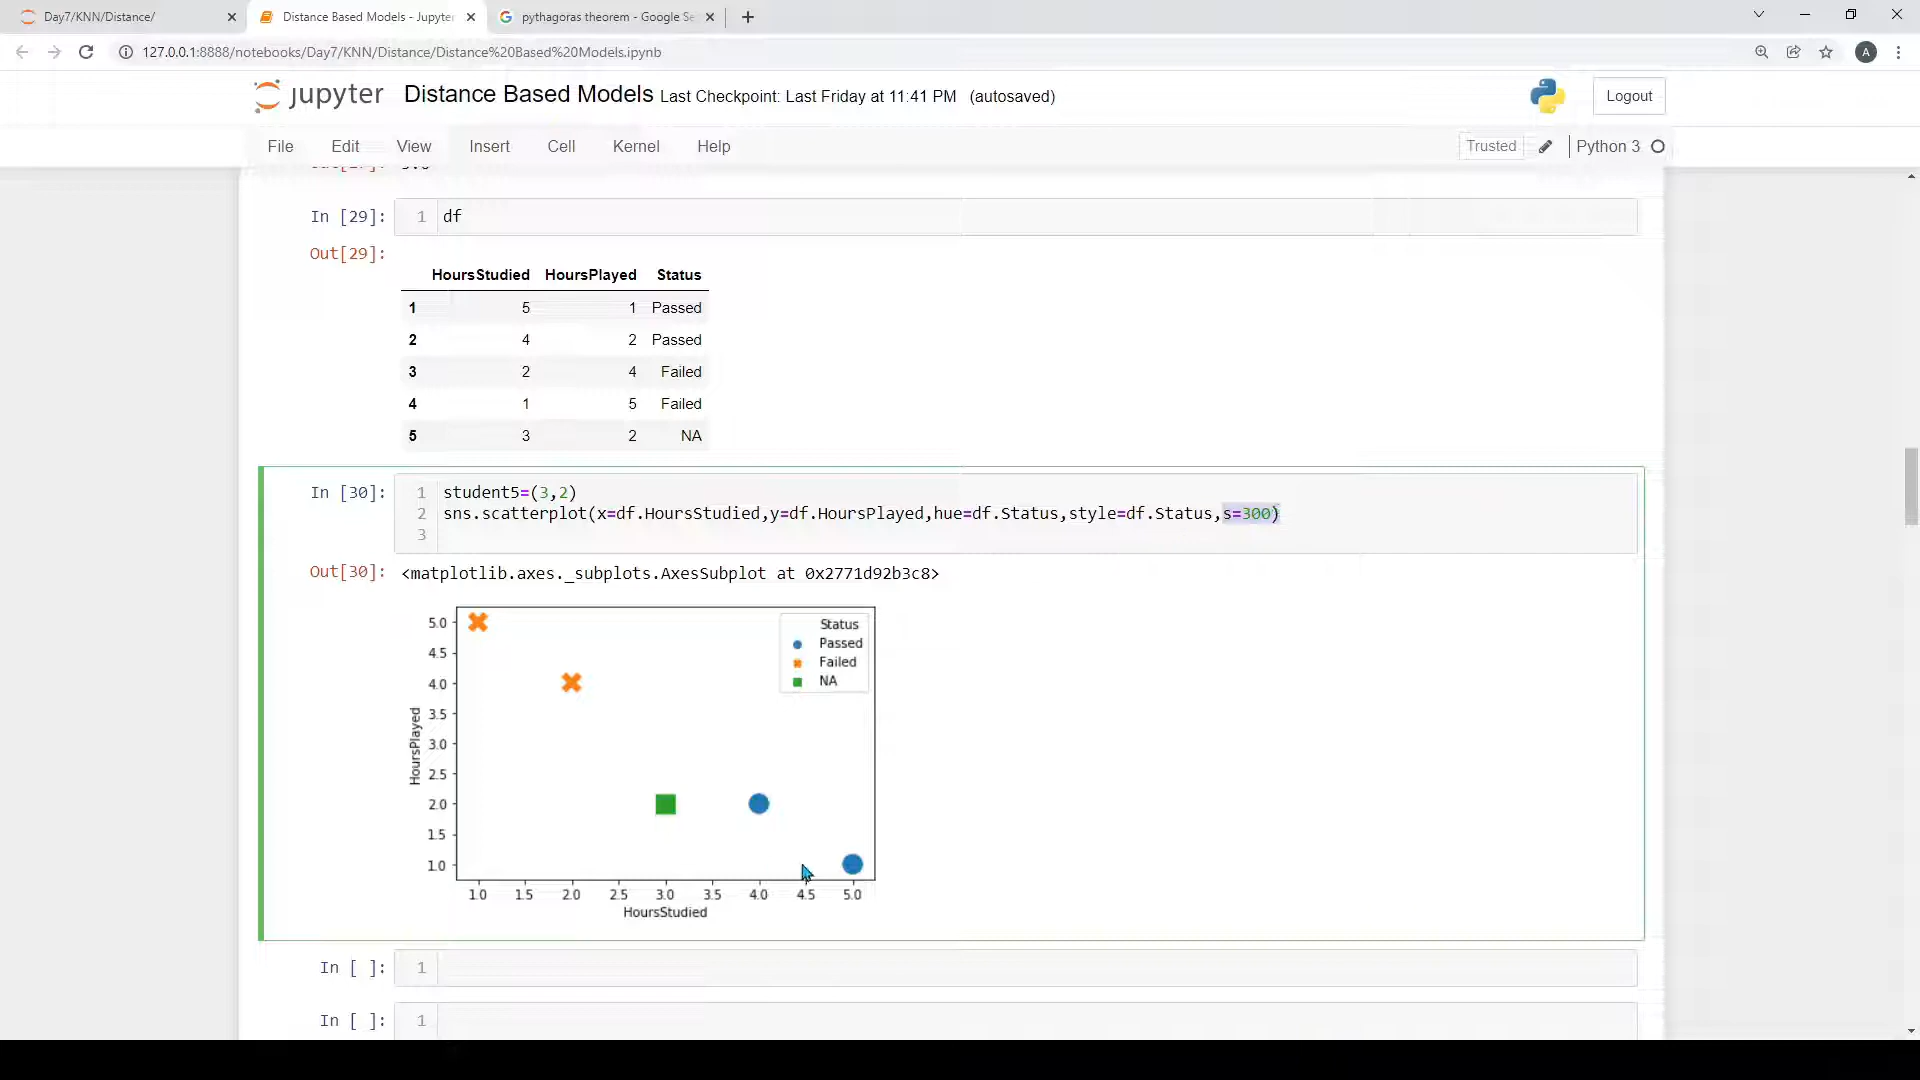 Day7/KNN/Distance/
Distance Based Models - Jupyter
pythagoras theorem - Google Se
127.0.0.1:8888/notebooks/Day7/KNN/Distance/Distance%20Based%20Models.ipynb
A
jupyter Distance Based Models Last Checkpoint: Last Friday at 11:41 PM (autosaved)
Logout
File Edit View Insert Cell Kernel Help
Trusted Python 3
In [29]: 1 df
Out[29]:
HoursStudied HoursPlayed Status
1 5 1 Passed
2 4 2 Passed
3 2 4 Failed
4 1 5 Failed
5 3 2 NA
In [30]: 1 student5=(3,2)
2 sns.scatterplot(x=df.HoursStudied,y=df.HoursPlayed,hue=df.Status,style=df.Status,s=300)
3
Out[30]: <matplotlib.axes._subplots.AxesSubplot at 0x2771d92b3c8>
Status
Passed
Failed
NA
HoursPlayed
5.0
4.5
4.0
3.5
3.0
2.5
2.0
1.5
1.0
1.0 1.5 2.0 2.5 3.0 3.5 4.0 4.5 5.0
HoursStudied
In [ ]: 1
In [ ]: 1